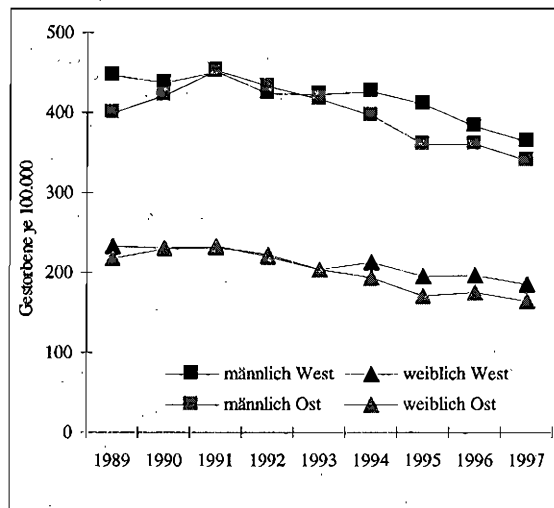 500
400
300
200
100
0
Gestorbene je 100.000
männlich West
weiblich West
männlich Ost
weiblich Ost
1989 1990 1991 1992 1993 1994 1995 1996 1997